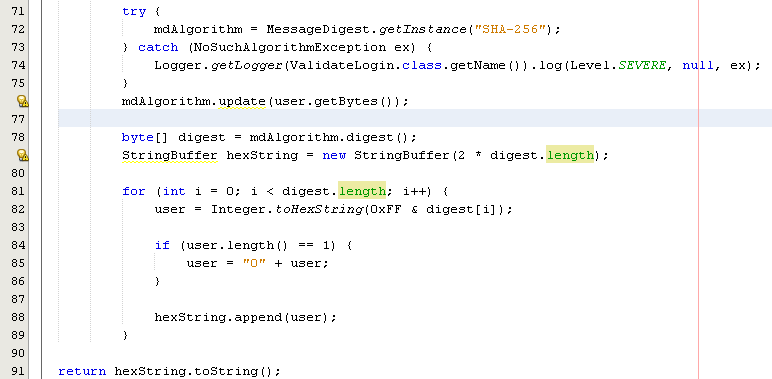 71 try {
72 mdAlgorithm = MessageDigest.getInstance("SHA-256");
73 } catch (NoSuchAlgorithmException ex) {
74 Logger.getLogger(ValidateLogin.class.getName()).log(Level.SEVERE, null, ex);
75 }
mdAlgorithm.update(user.getBytes());
77
78 byte[] digest = mdAlgorithm.digest();
StringBuffer hexString = new StringBuffer(2 * digest.length);
80
81 for (int i = 0; i < digest.length; i++) {
82 user = Integer.toHexString(0xFF & digest[i]);
83
84 if (user.length() == 1) {
85 user = "0" + user;
86 }
87
88 hexString.append(user);
89 }
90
91 return hexString.toString();